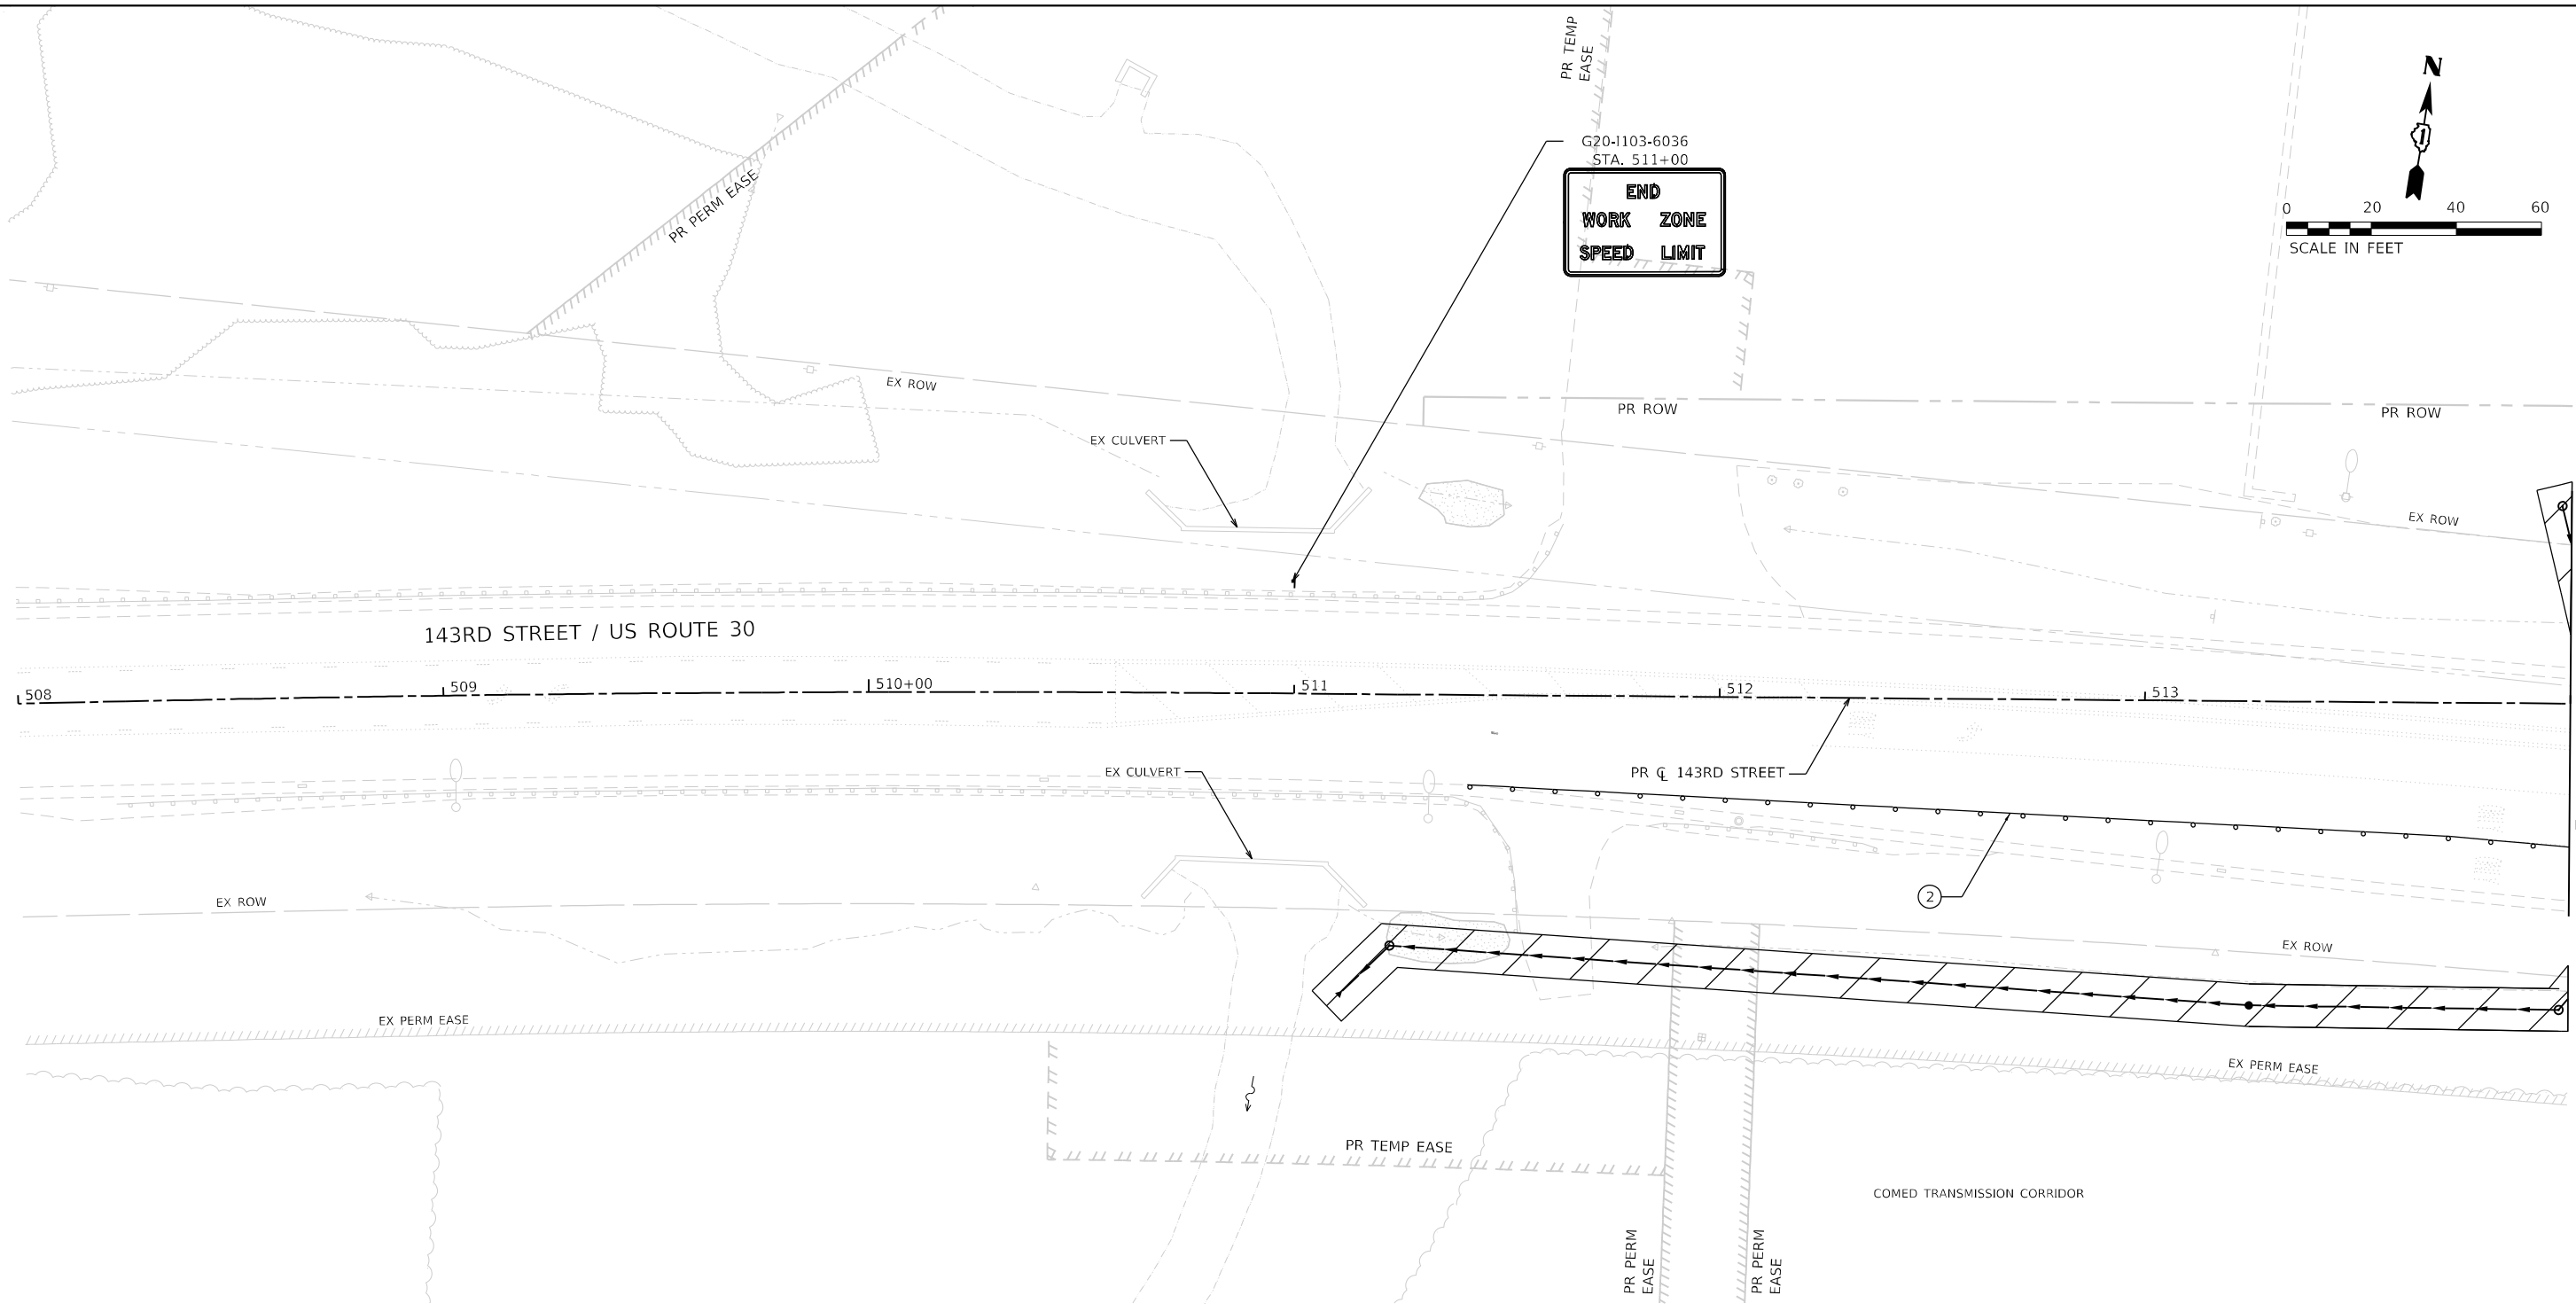 PR TEMP
EASE
N
1
G20-I103-6036
STA. 511+00
END
WORK ZONE
SPEED LIMIT
0 20 40 60
SCALE IN FEET
PR PERM EASE
EX ROW
PR ROW
PR ROW
EX CULVERT
EX ROW
143RD STREET / US ROUTE 30
508
509
510+00
511
512
513
EX CULVERT
PR CL 143RD STREET
2
EX ROW
EX ROW
EX PERM EASE
EX PERM EASE
PR TEMP EASE
COMED TRANSMISSION CORRIDOR
PR PERM
EASE
PR PERM
EASE